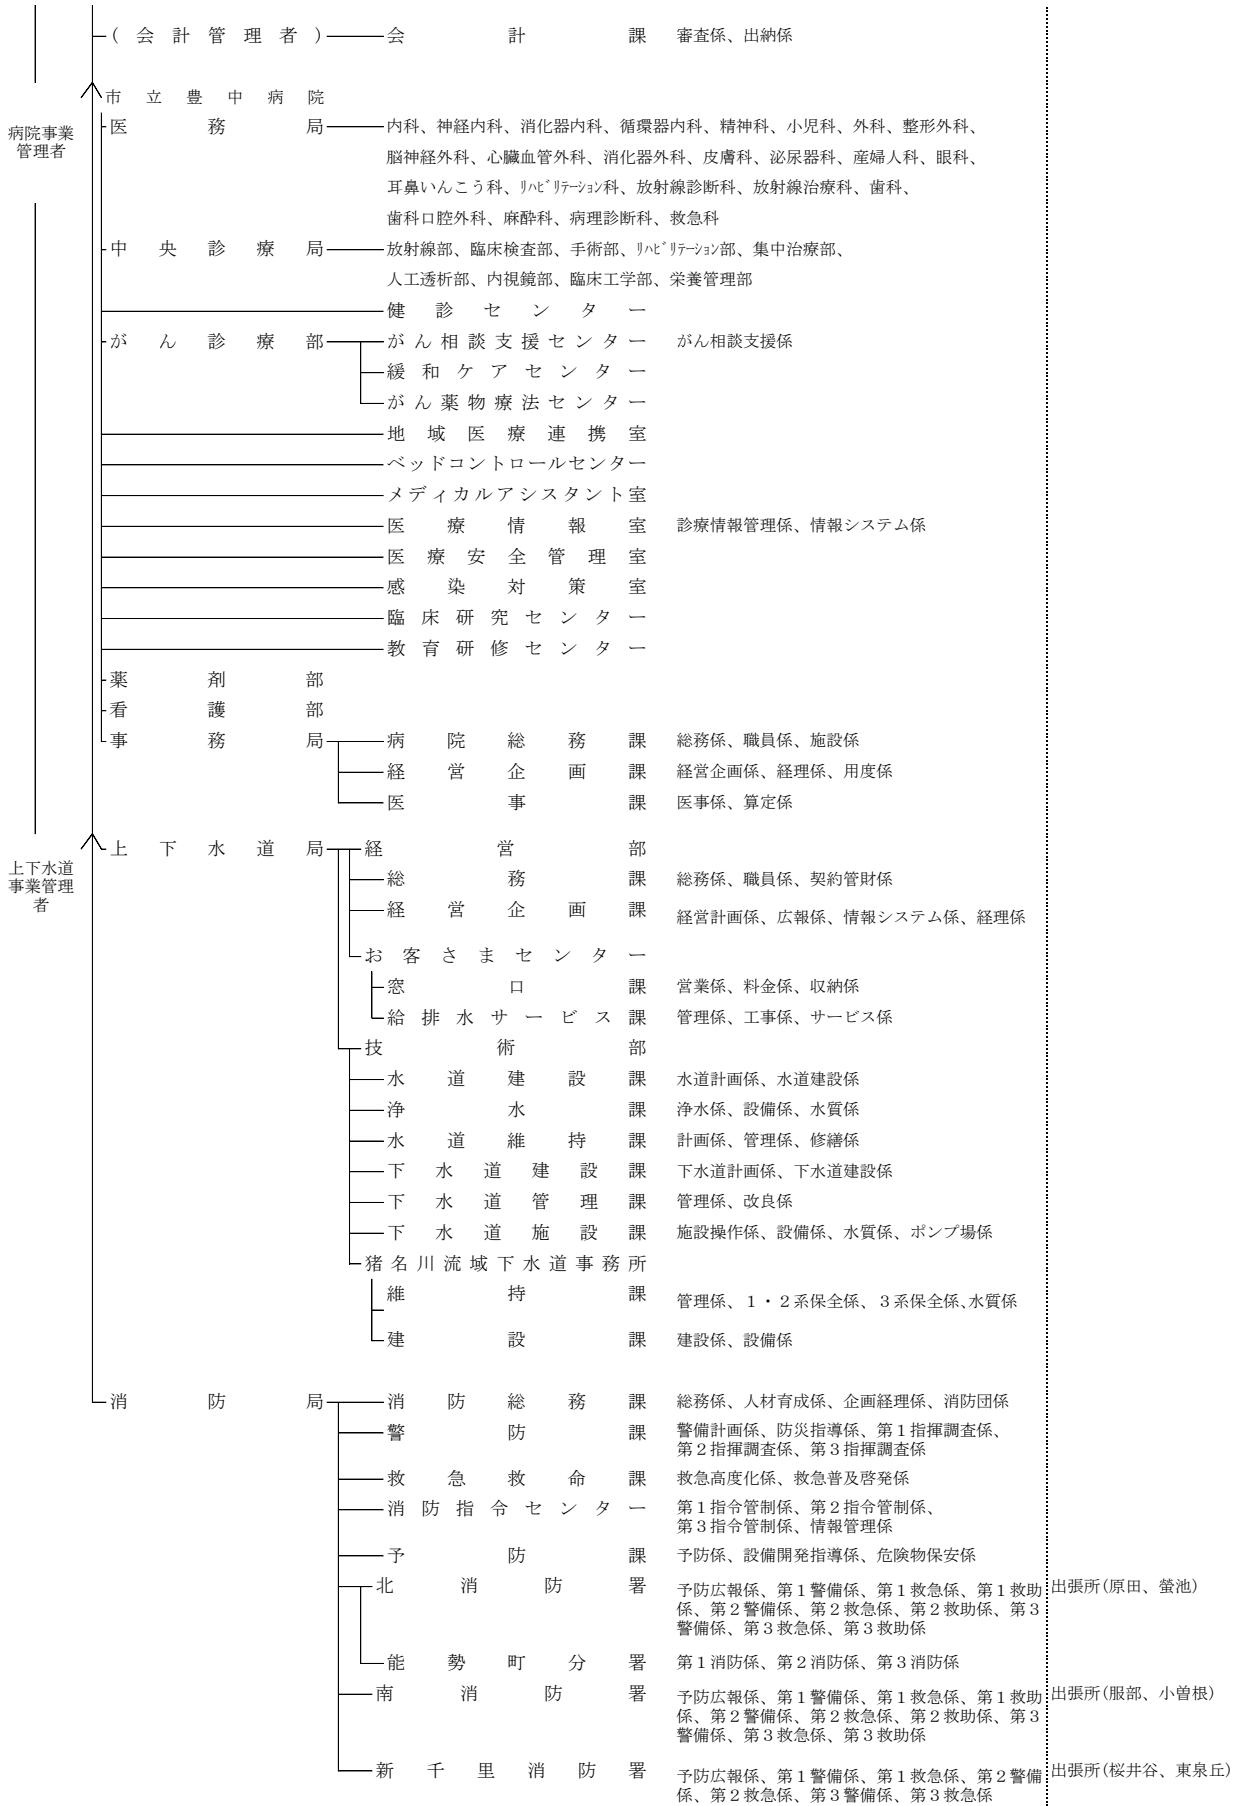 (会計管理者) 会計課 審査係、出納係
市立豊中病院
病院事業
管理者
医務局 内科、神経内科、消化器内科、循環器内科、精神科、小児科、外科、整形外科、
脳神経外科、心臓血管外科、消化器外科、皮膚科、泌尿器科、産婦人科、眼科、
耳鼻いんこう科、ﾘﾊﾋﾞﾘﾃｰｼｮﾝ科、放射線診断科、放射線治療科、歯科、
歯科口腔外科、麻酔科、病理診断科、救急科
中央診療局 放射線部、臨床検査部、手術部、ﾘﾊﾋﾞﾘﾃｰｼｮﾝ部、集中治療部、
人工透析部、内視鏡部、臨床工学部、栄養管理部
健診センター
がん診療部 がん相談支援センター がん相談支援係
緩和ケアセンター
がん薬物療法センター
地域医療連携室
ベッドコントロールセンター
メディカルアシスタント室
医療情報室 診療情報管理係、情報システム係
医療安全管理室
感染対策室
臨床研究センター
教育研修センター
薬剤部
看護部
事務局 病院総務課 総務係、職員係、施設係
経営企画課 経営企画係、経理係、用度係
医事課 医事係、算定係
上下水道局 経営部
上下水道
事業管理
者
総務課 総務係、職員係、契約管財係
経営企画課 経営計画係、広報係、情報システム係、経理係
お客さまセンター
窓口課 営業係、料金係、収納係
給排水サービス課 管理係、工事係、サービス係
技術部
水道建設課 水道計画係、水道建設係
浄水課 浄水係、設備係、水質係
水道維持課 計画係、管理係、修繕係
下水道建設課 下水道計画係、下水道建設係
下水道管理課 管理係、改良係
下水道施設課 施設操作係、設備係、水質係、ポンプ場係
猪名川流域下水道事務所
維持課 管理係、１・２系保全係、３系保全係、水質係
建設課 建設係、設備係
消防局 消防総務課 総務係、人材育成係、企画経理係、消防団係
警防課 警備計画係、防災指導係、第１指揮調査係、
第２指揮調査係、第３指揮調査係
救急救命課 救急高度化係、救急普及啓発係
消防指令センター 第１指令管制係、第２指令管制係、
第３指令管制係、情報管理係
予防課 予防係、設備開発指導係、危険物保安係
北消防署 予防広報係、第１警備係、第１救急係、第１救助 出張所(原田、螢池)
係、第２警備係、第２救急係、第２救助係、第３
警備係、第３救急係、第３救助係
能勢町分署 第１消防係、第２消防係、第３消防係
南消防署 予防広報係、第１警備係、第１救急係、第１救助 出張所(服部、小曽根)
係、第２警備係、第２救急係、第２救助係、第３
警備係、第３救急係、第３救助係
新千里消防署 予防広報係、第１警備係、第１救急係、第２警備 出張所(桜井谷、東泉丘)
係、第２救急係、第３警備係、第３救急係